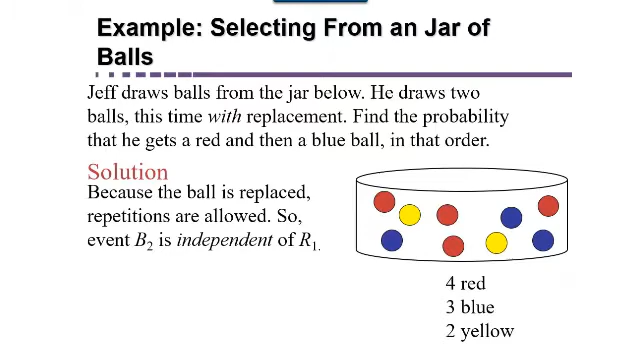 Example: Selecting From an Jar of
Balls
Jeff draws balls from the jar below. He draws two
balls, this time with replacement. Find the probability
that he gets a red and then a blue ball, in that order.
Solution
Because the ball is replaced,
repetitions are allowed. So,
event B2 is independent of R1.
4 red
3 blue
2 yellow